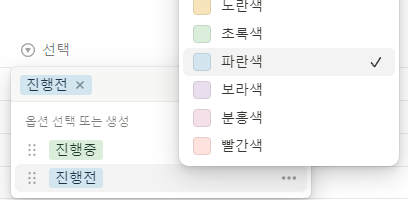 노란색
초록색
파란색
보라색
분홍색
빨간색
선택
진행전
옵션 선택 또는 생성
진행중
진행전